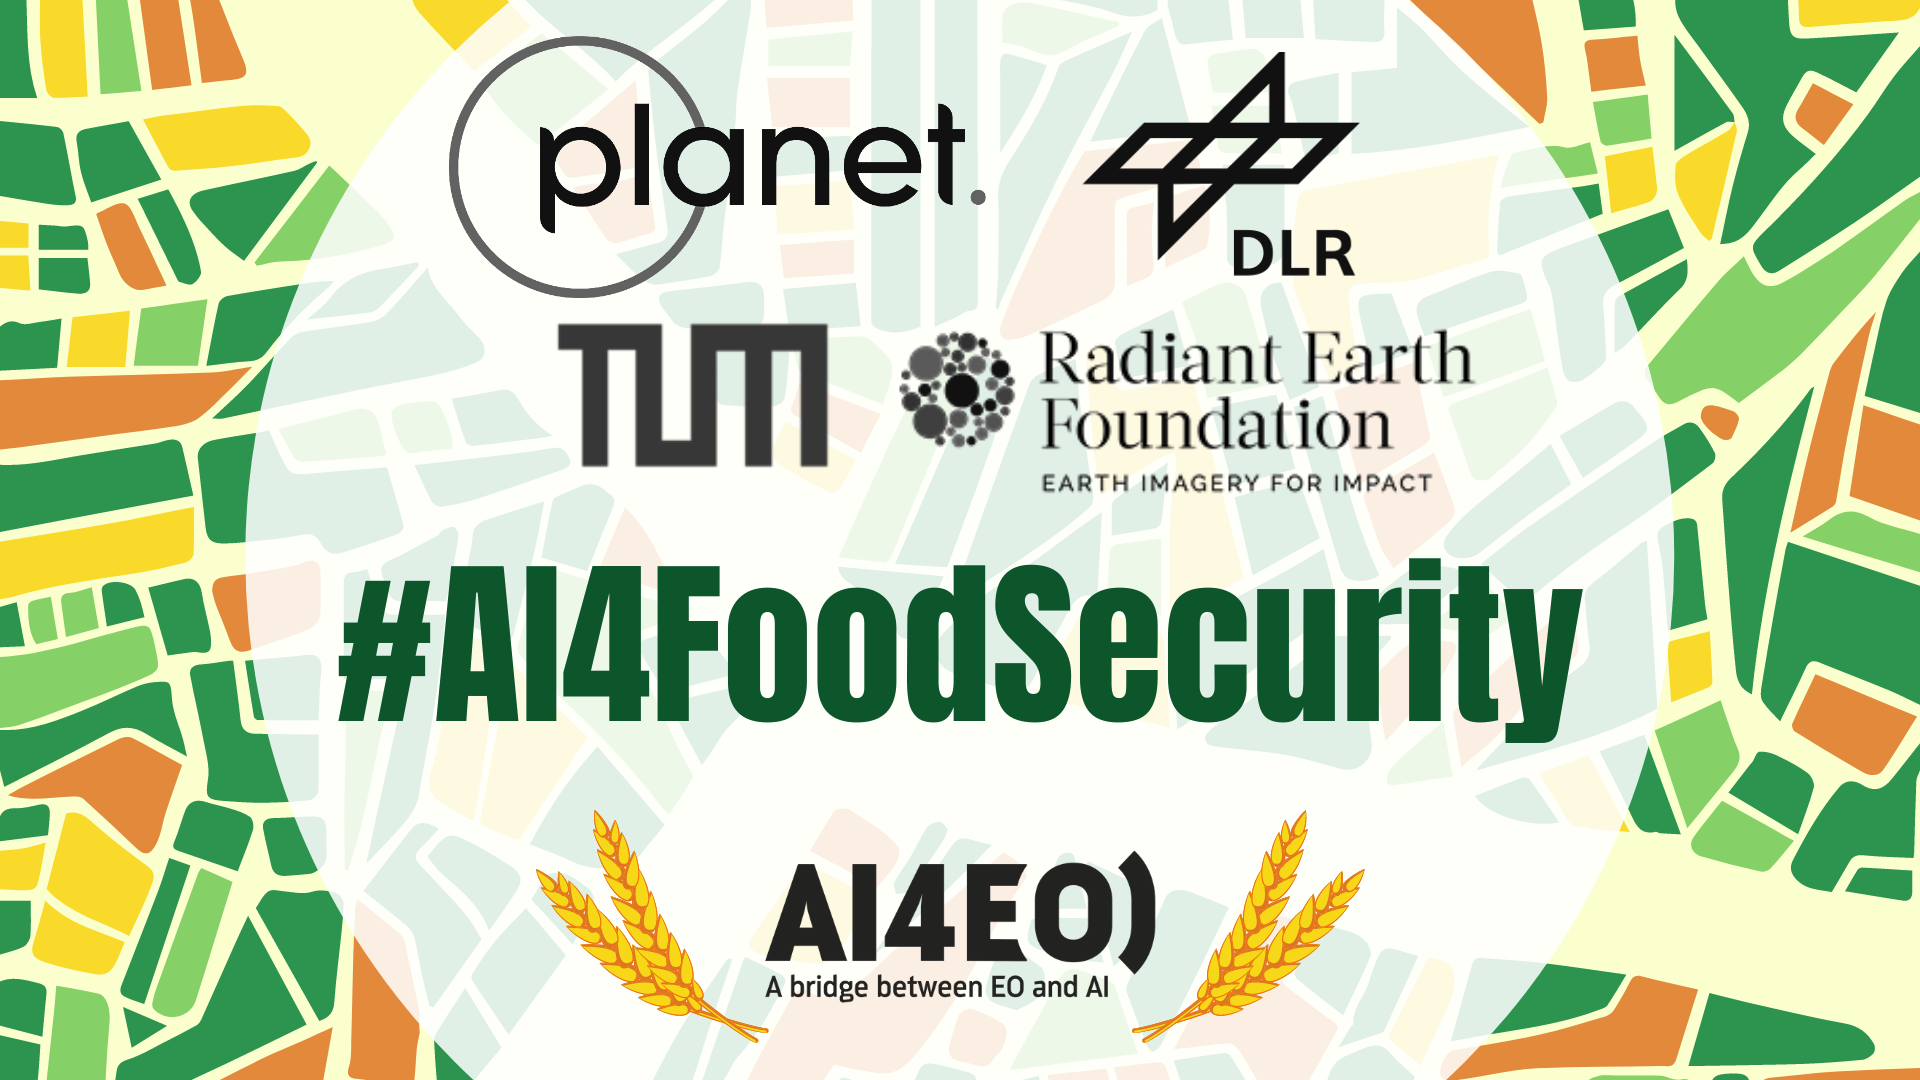 planet.
DLR
TUM
Radiant Earth
Foundation
EARTH IMAGERY FOR IMPACT
#AI4FoodSecurity
AI4EO)
A bridge between EO and AI